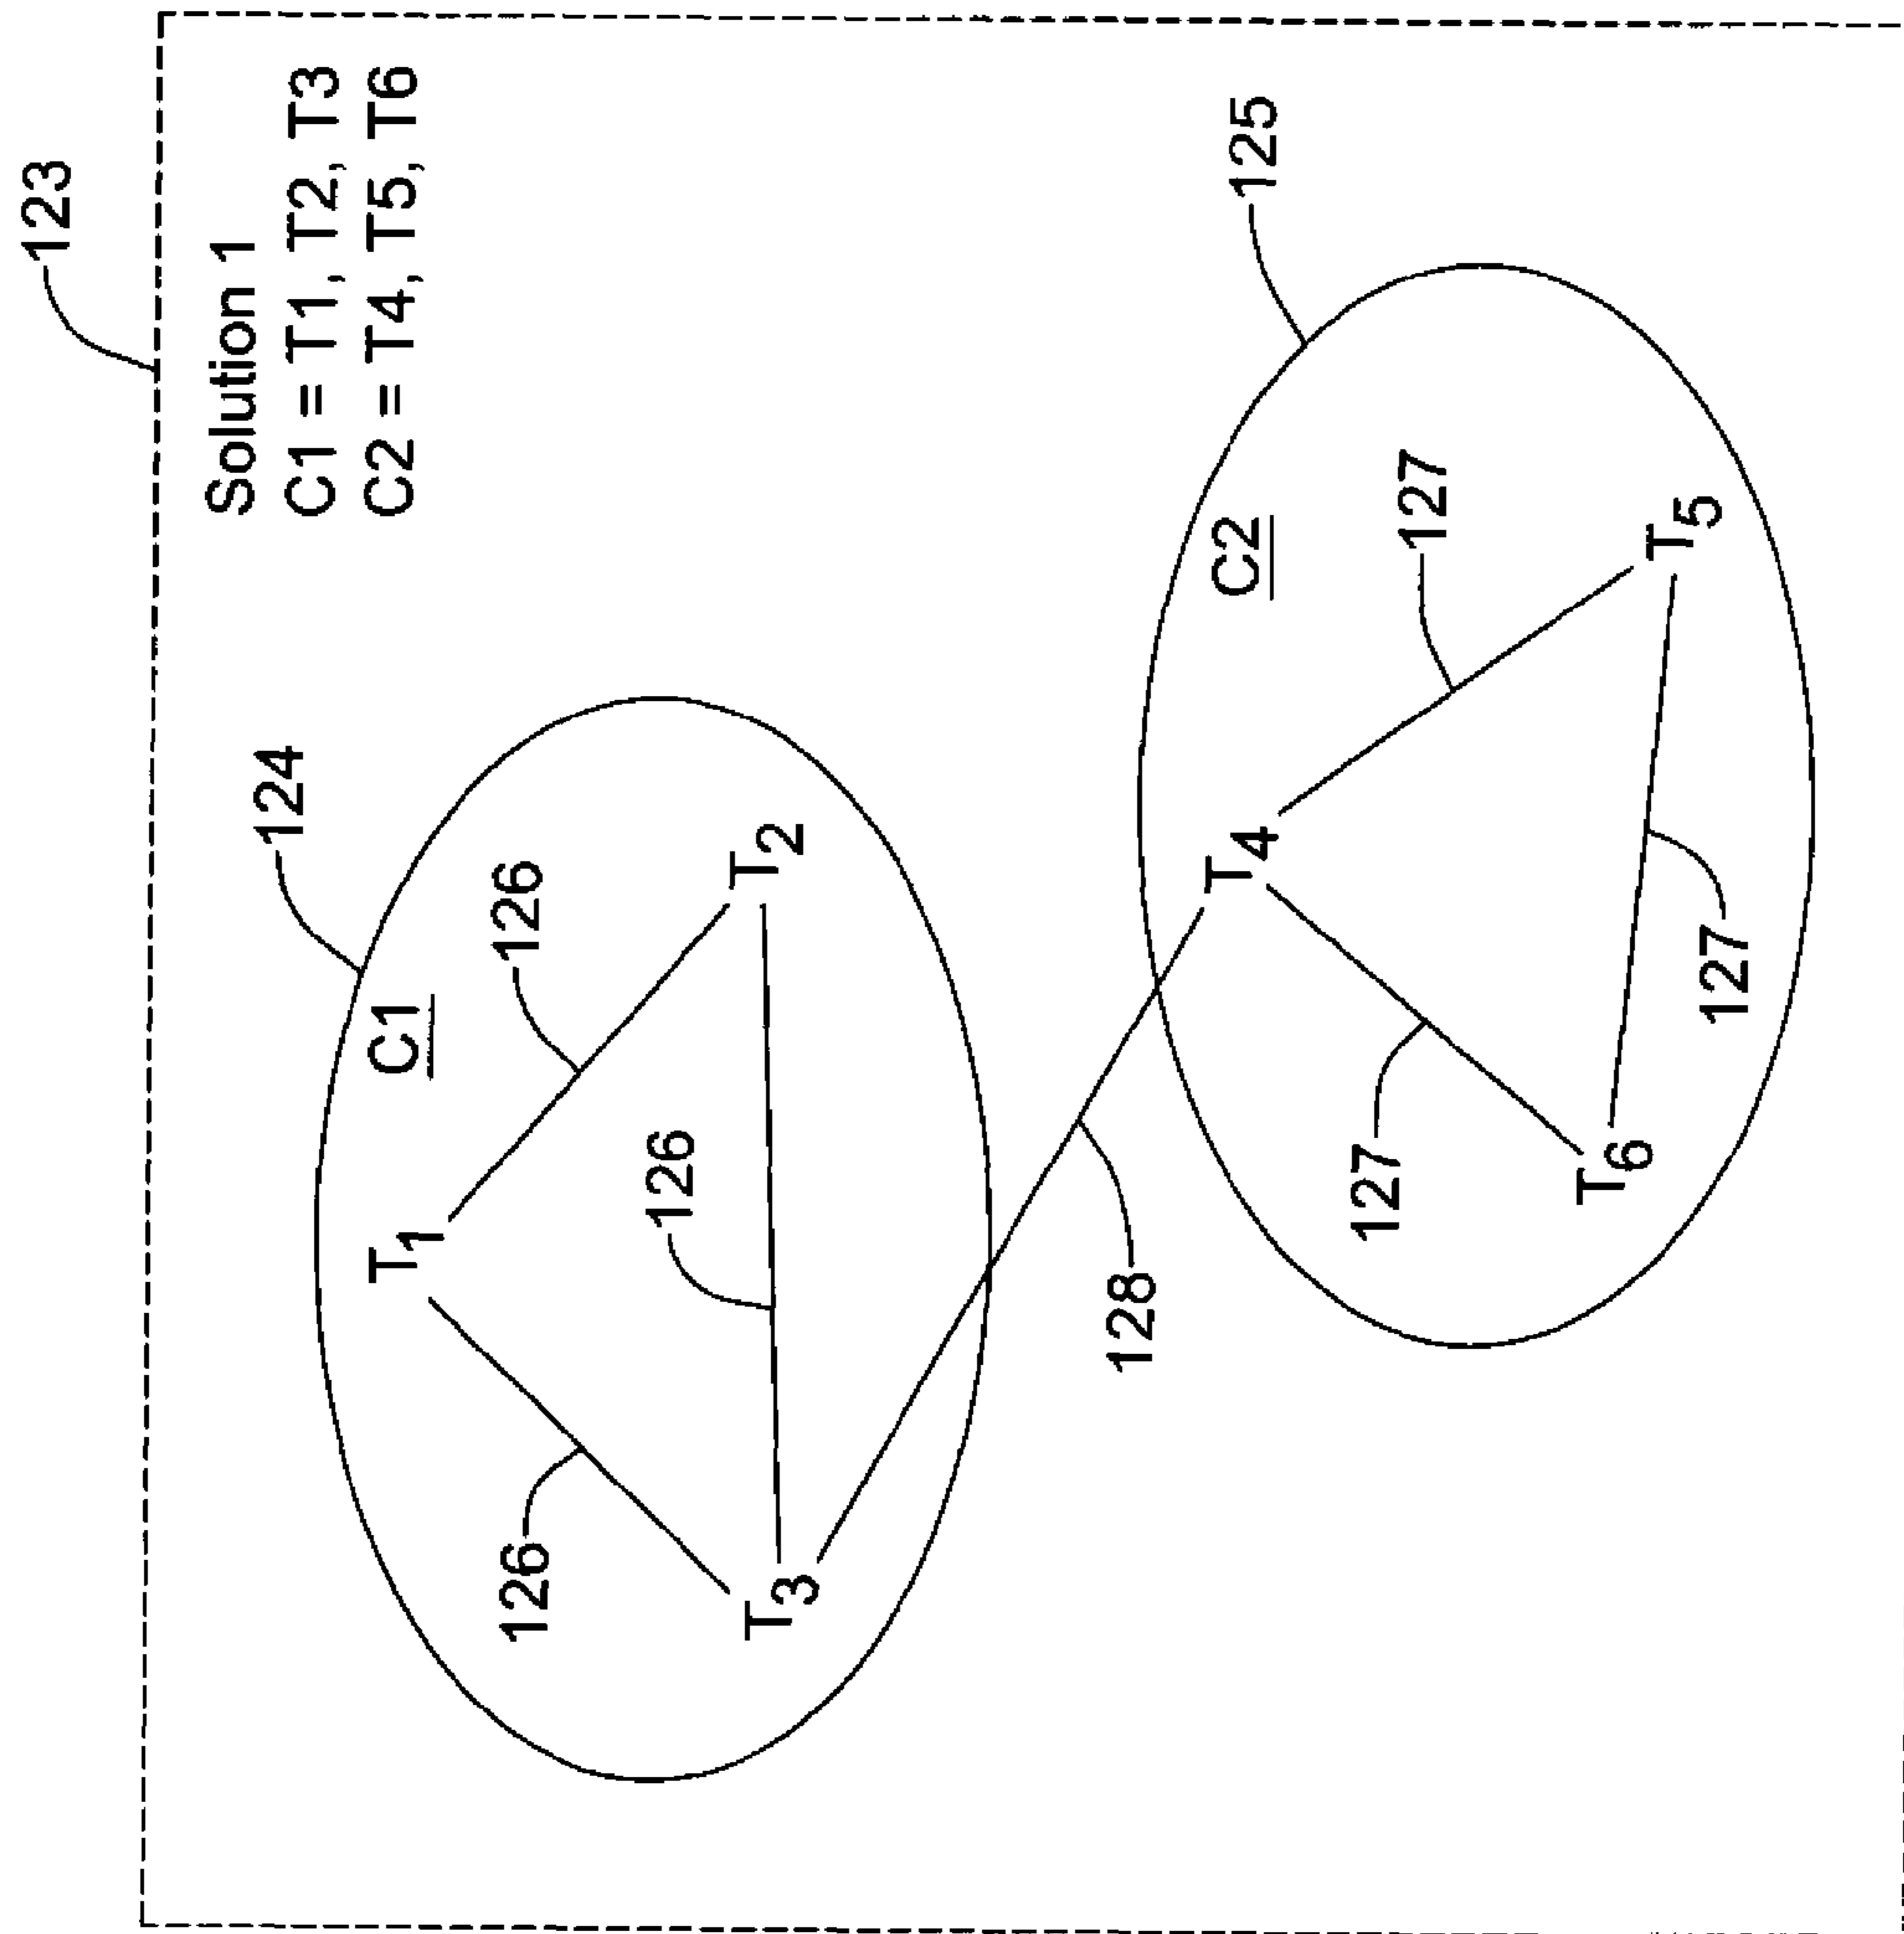 123
Solution 1
C1 = T1, T2, T3
C2 = T4, T5, T6
124
C1
126
T1
T2
126
126
T3
125
C2
127
T4
T5
128
127
T6
127